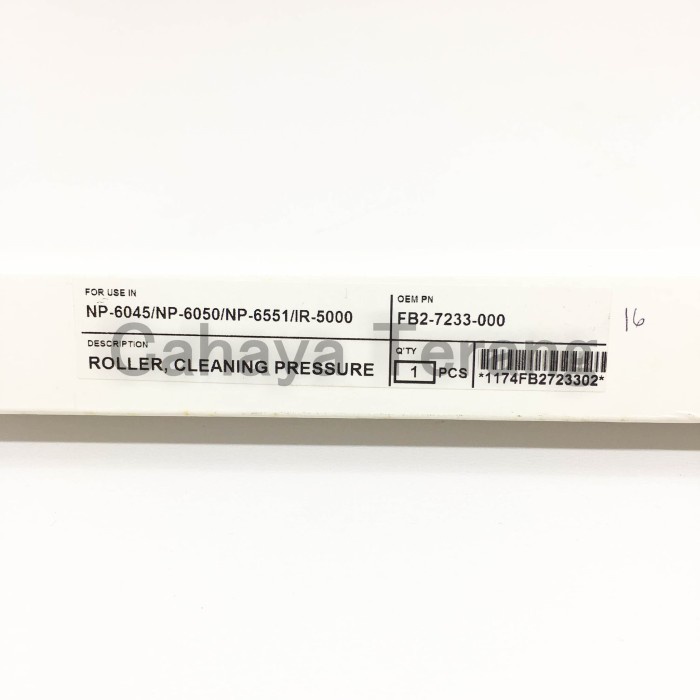 FOR USE IN
NP-6045/NP-6050/NP-6551/IR-5000
OEM PN
FB2-7233-000
DESCRIPTION
ROLLER, CLEANING PRESSURE
Q'TY
1 PCS
*1174FB2723302*
16
Cahaya Terang